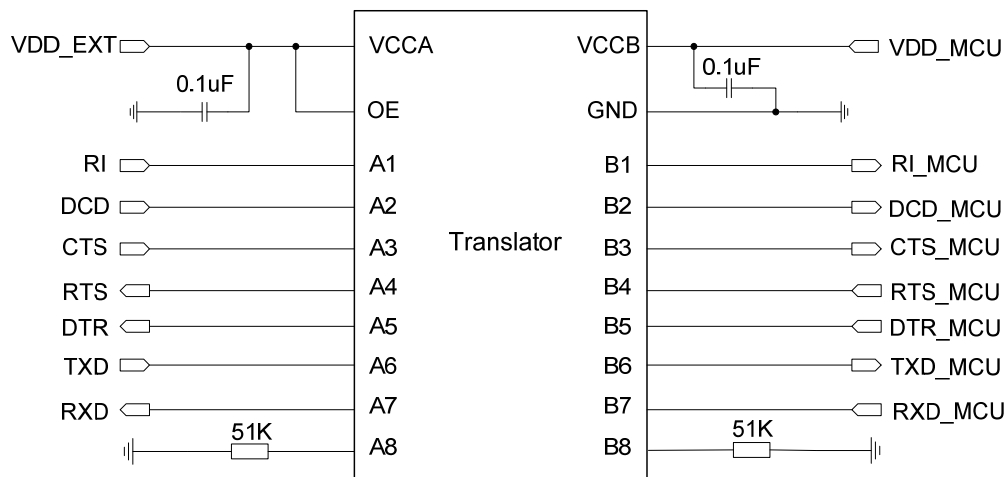 VDD_EXT VCCA VCCB VDD_MCU
0.1uF 0.1uF
OE GND
RI A1 B1 RI_MCU
DCD A2 B2 DCD_MCU
Translator
CTS A3 B3 CTS_MCU
RTS A4 B4 RTS_MCU
DTR A5 B5 DTR_MCU
TXD A6 B6 TXD_MCU
RXD A7 B7 RXD_MCU
51K A8 B8 51K